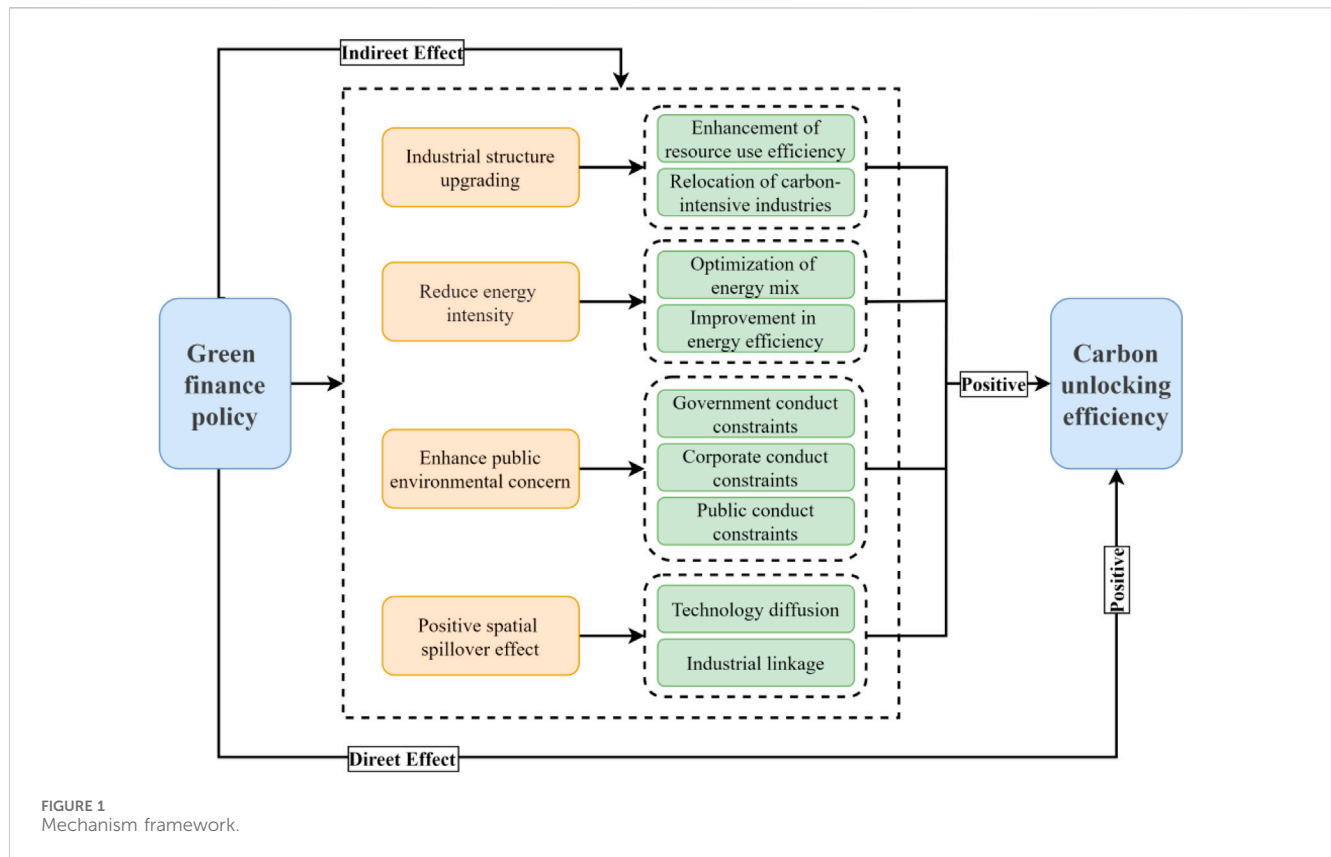 Indireet Effect
Industrial structure
upgrading
Enhancement of
resource use efficiency
Relocation of carbon-
intensive industries
Reduce energy
intensity
Optimization of
energy mix
Improvement in
energy efficiency
Green
finance
policy
Enhance public
environmental concern
Government conduct
constraints
Corporate conduct
constraints
Public conduct
constraints
Positive
Carbon
unlocking
efficiency
Positive spatial
spillover effect
Technology diffusion
Industrial linkage
Positive
Direet Effect
FIGURE 1
Mechanism framework.